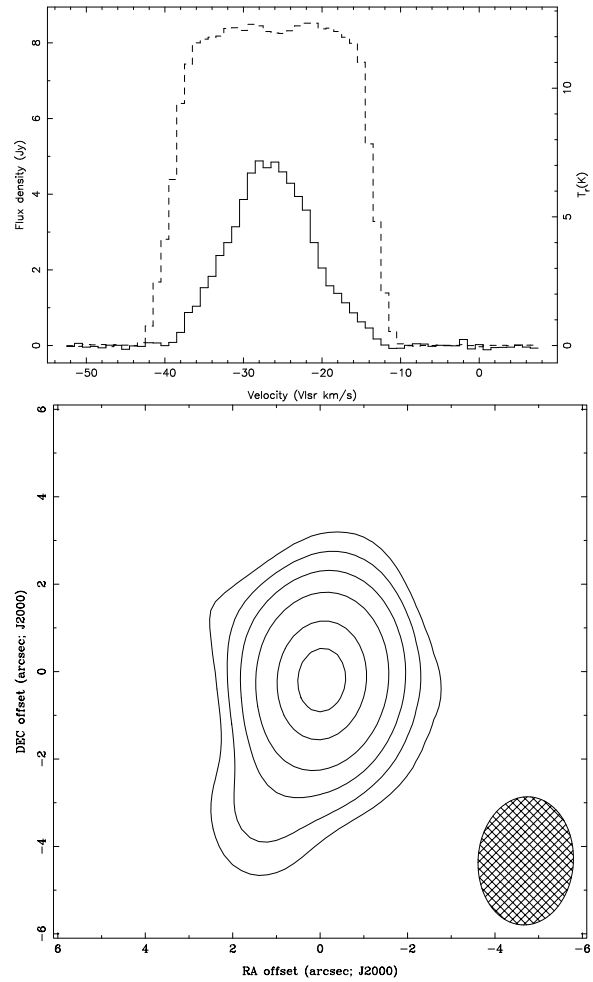 8
6
4
2
0
Flux density (Jy)
10
5
0
Tr(K)
−50 −40 −30 −20 −10 0
Velocity (Vlsr km/s)
6
4
2
0
−2
−4
−6
DEC offset (arcsec; J2000)
6 4 2 0 −2 −4 −6
RA offset (arcsec; J2000)